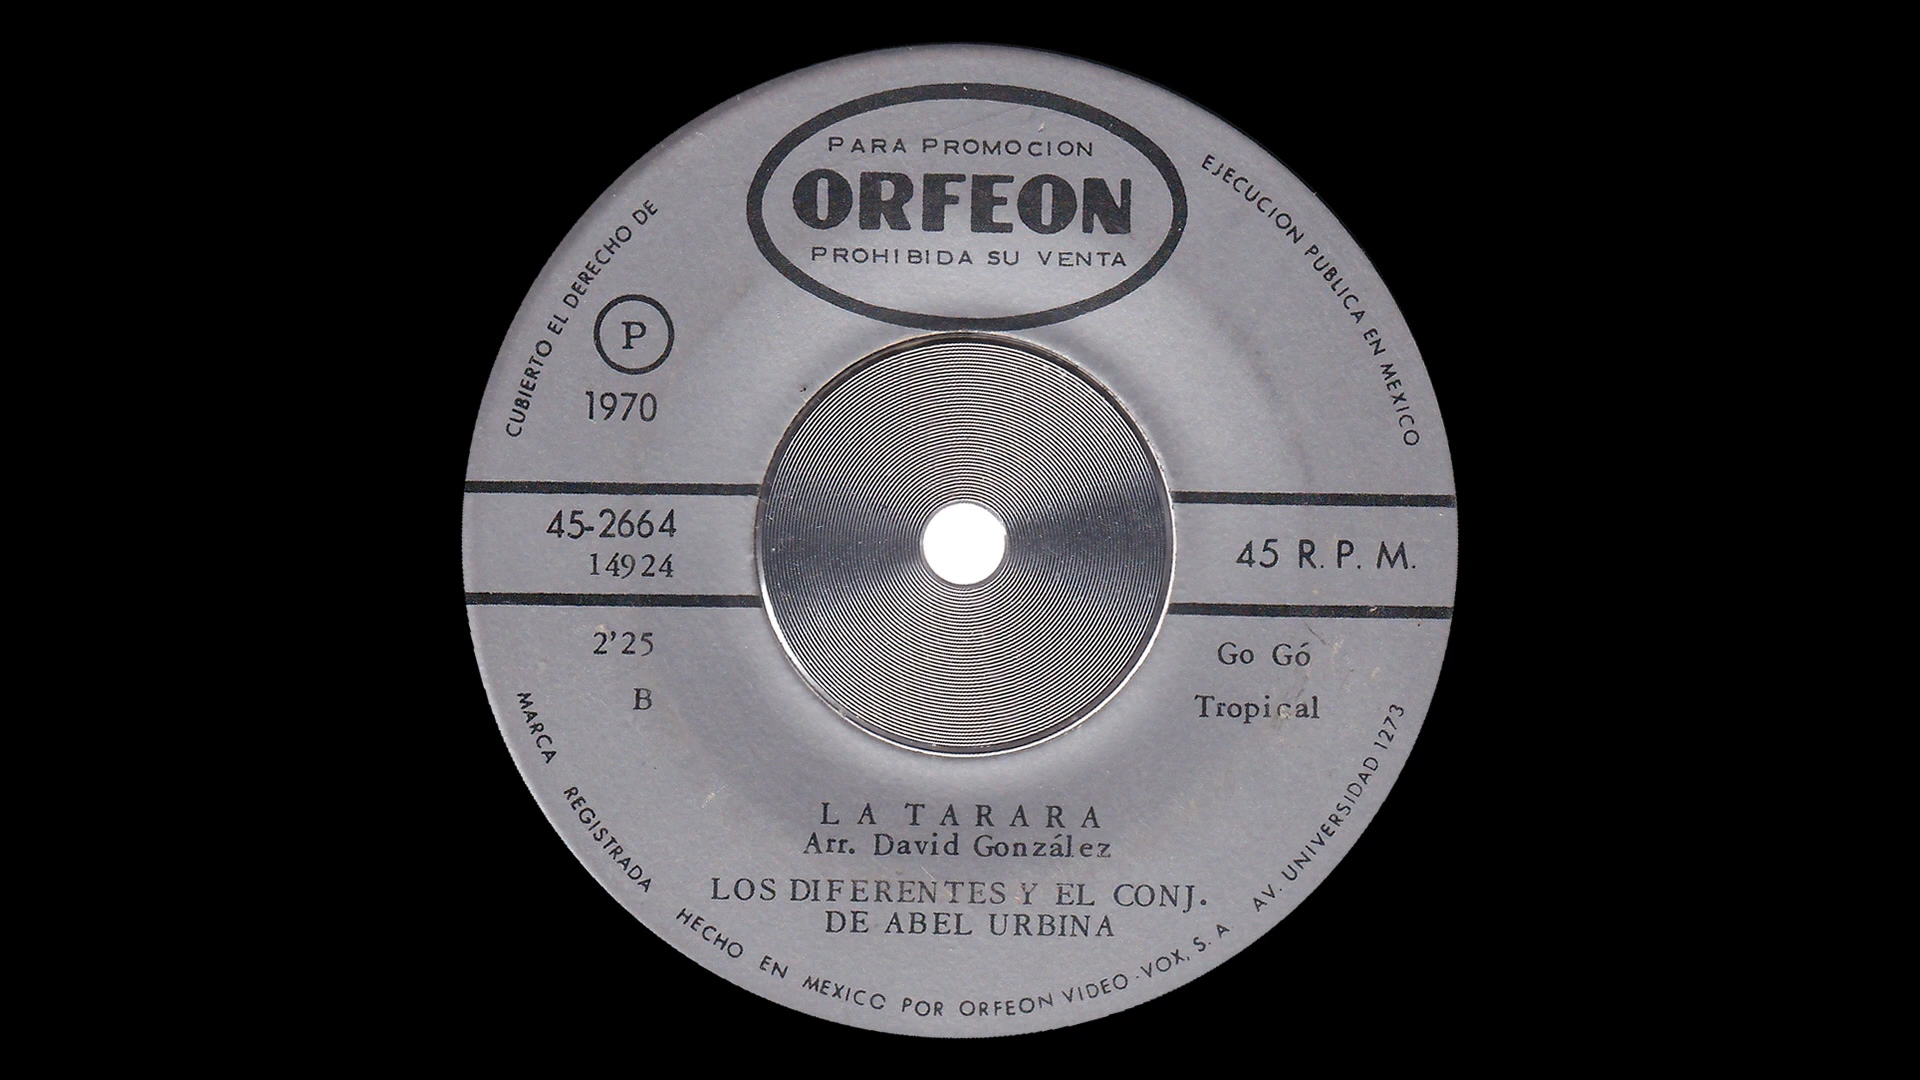 PARA PROMOCION
ORFEON
PROHIBIDA SU VENTA
CUBIERTO EL DERECHO DE
EJECUCION PUBLICA EN MEXICO
P
1970
45-2664
14924
45 R. P. M.
2'25
B
Go Gó
Tropical
LA TARARA
Arr. David González
LOS DIFERENTES Y EL CONJ.
DE ABEL URBINA
MARCA REGISTRADA HECHO EN MEXICO POR ORFEON VIDEO-VOX, S. A AV. UNIVERSIDAD 1273